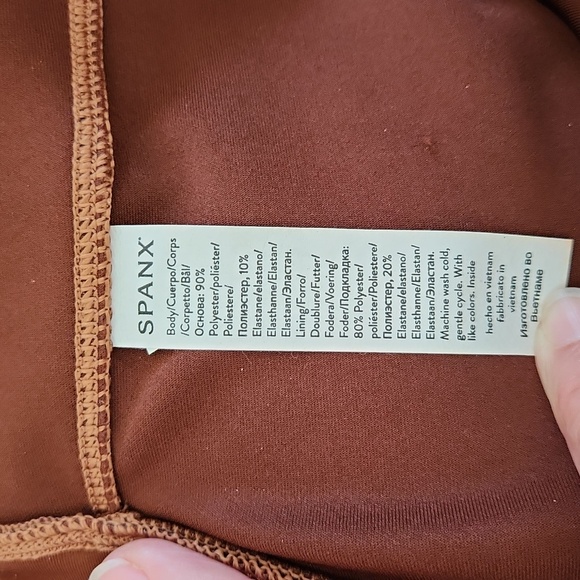 SPANX
Body/Cuerpo/Corps
/Corpetto/Bál/
Основа: 90%
Polyester/poliéster/
Poliestere/
Полиэстер, 10%
Elastane/elastano/
Elasthanne/Elastan/
Elastaan/Эластан.
Lining/Forro/
Doublure/Futter/
Fodera/Voering/
Foder/Подкладка:
80% Polyester/
poliéster/Poliestere/
Полиэстер, 20%
Elastane/elastano/
Elasthanne/Elastan/
Elastaan/Эластан.
Machine wash cold,
gentle cycle. With
like colors. Inside
hecho en vietnam
fabbricato in
vietnam
Изготовлено во
Вьетнаме